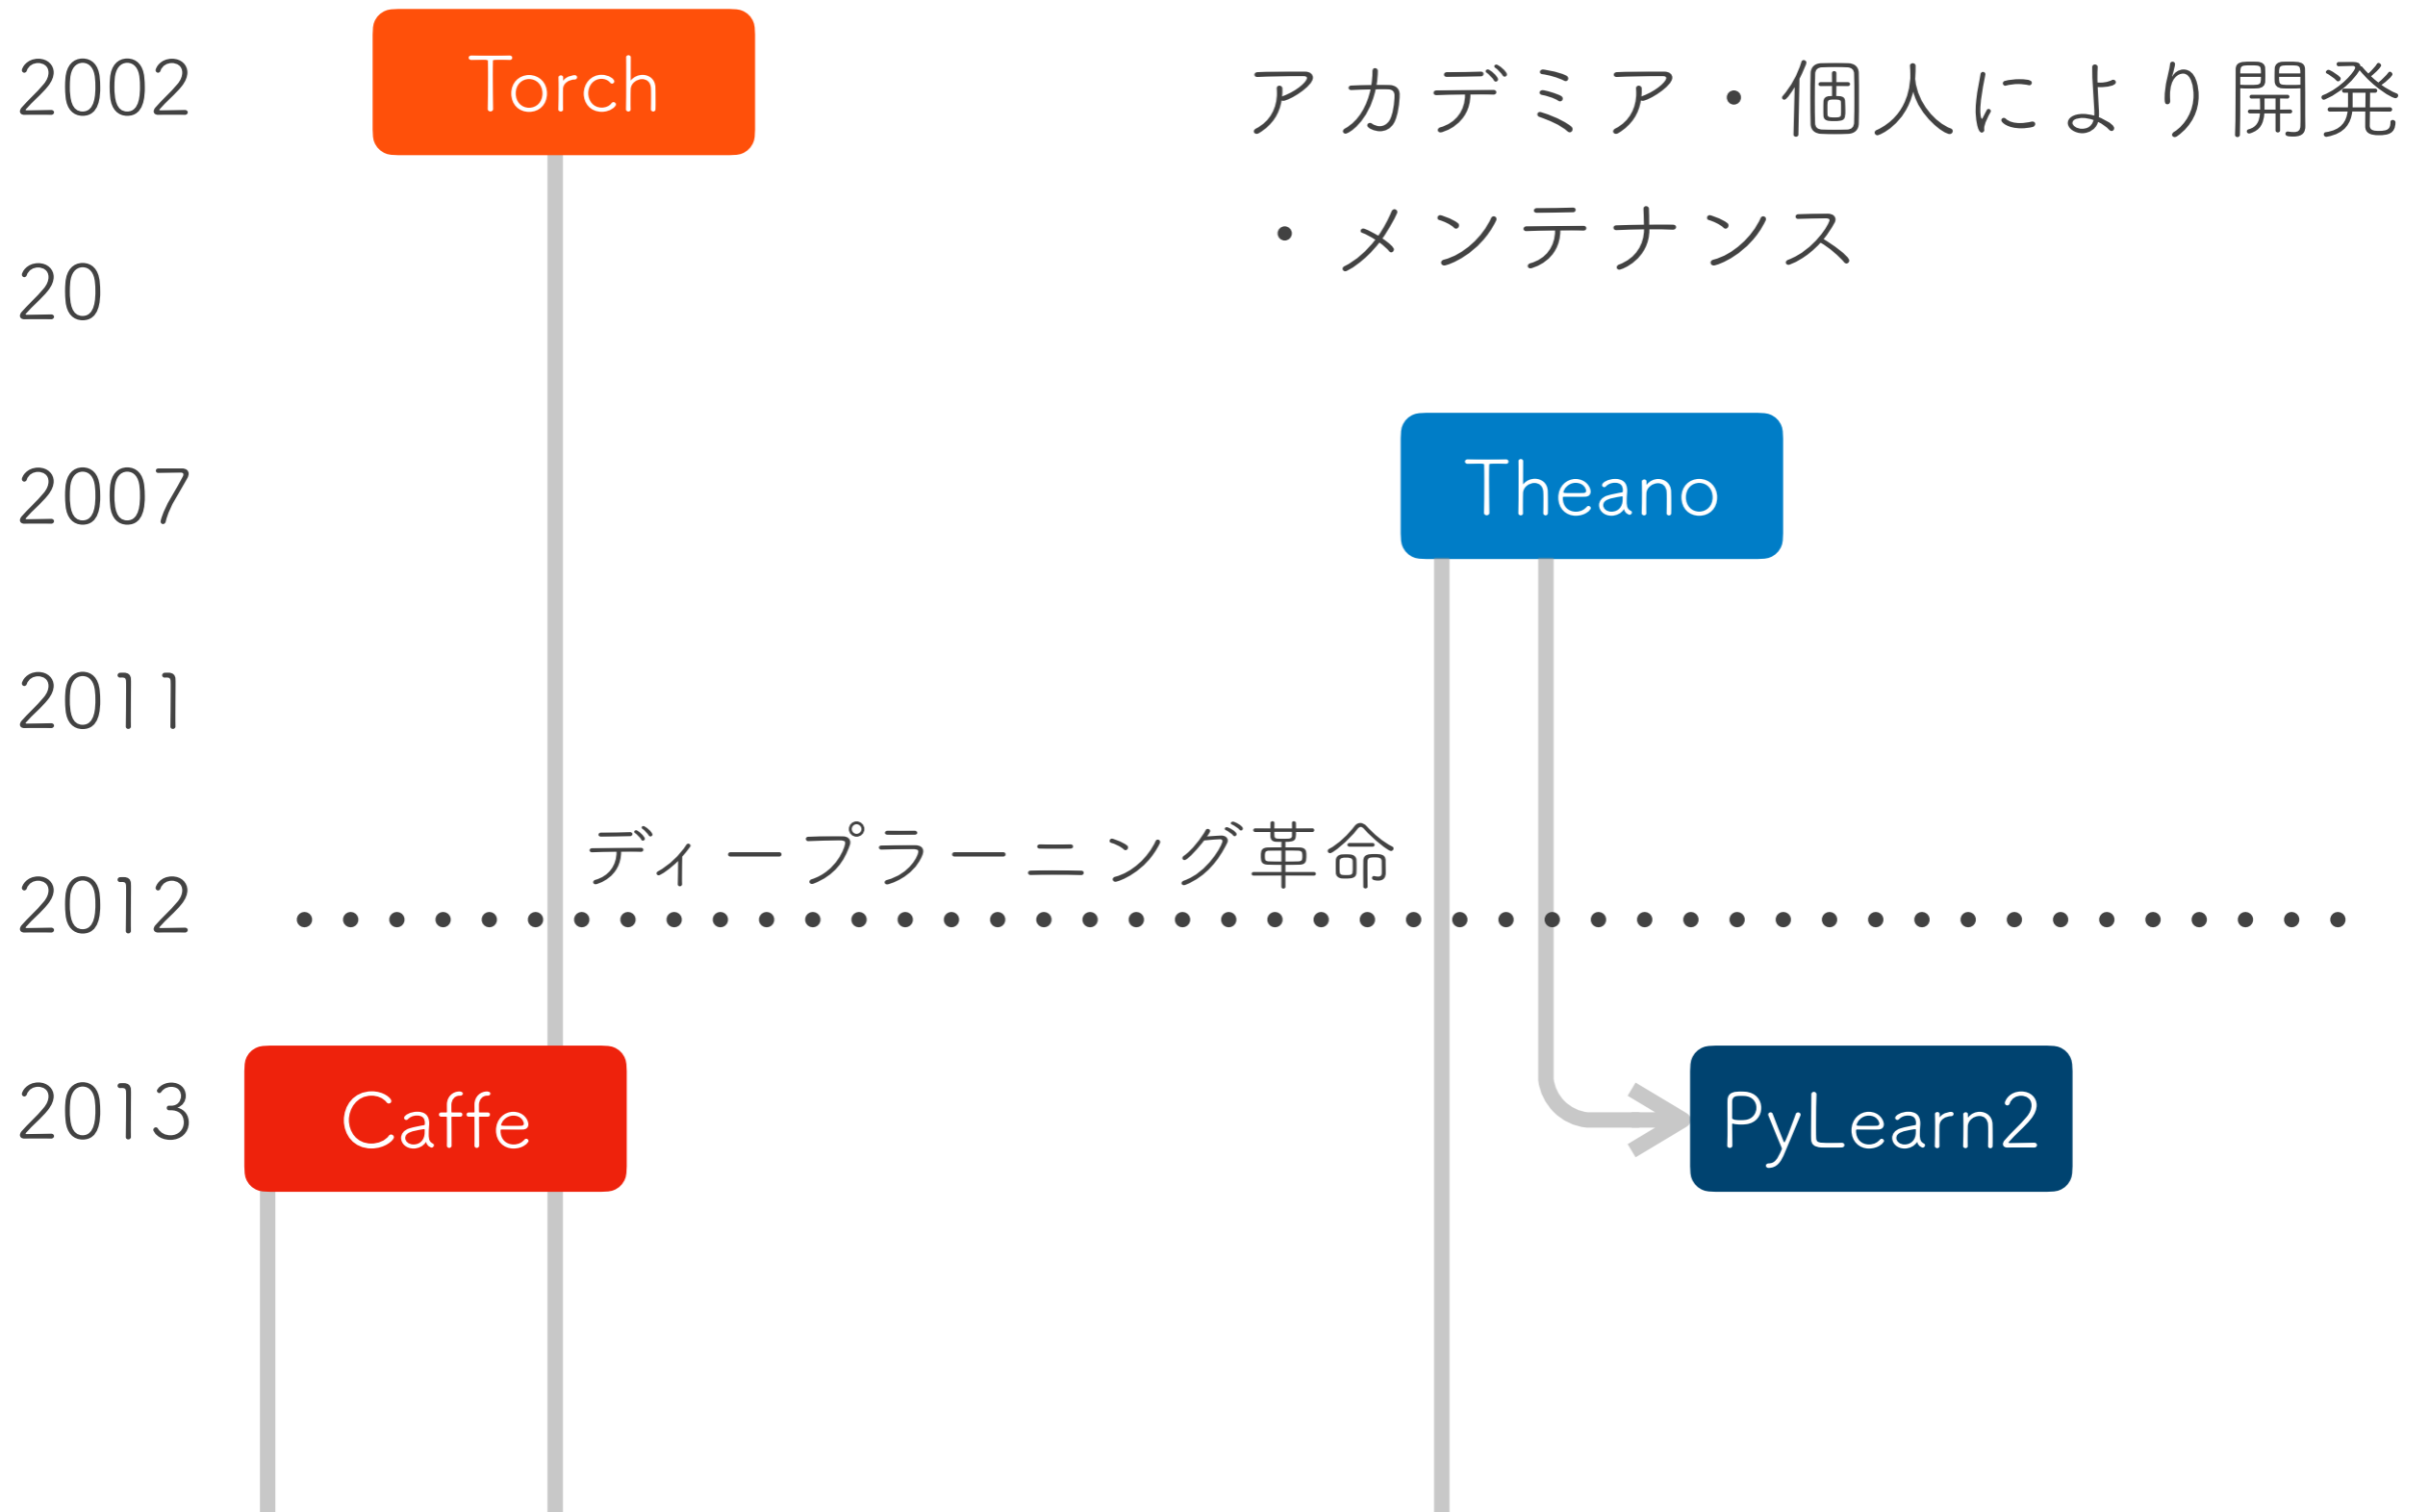 2002
Torch
アカデミア・個人により開発
・メンテナンス
20
2007
Theano
2011
ディープラーニング革命
2012
2013
Caffe
PyLearn2